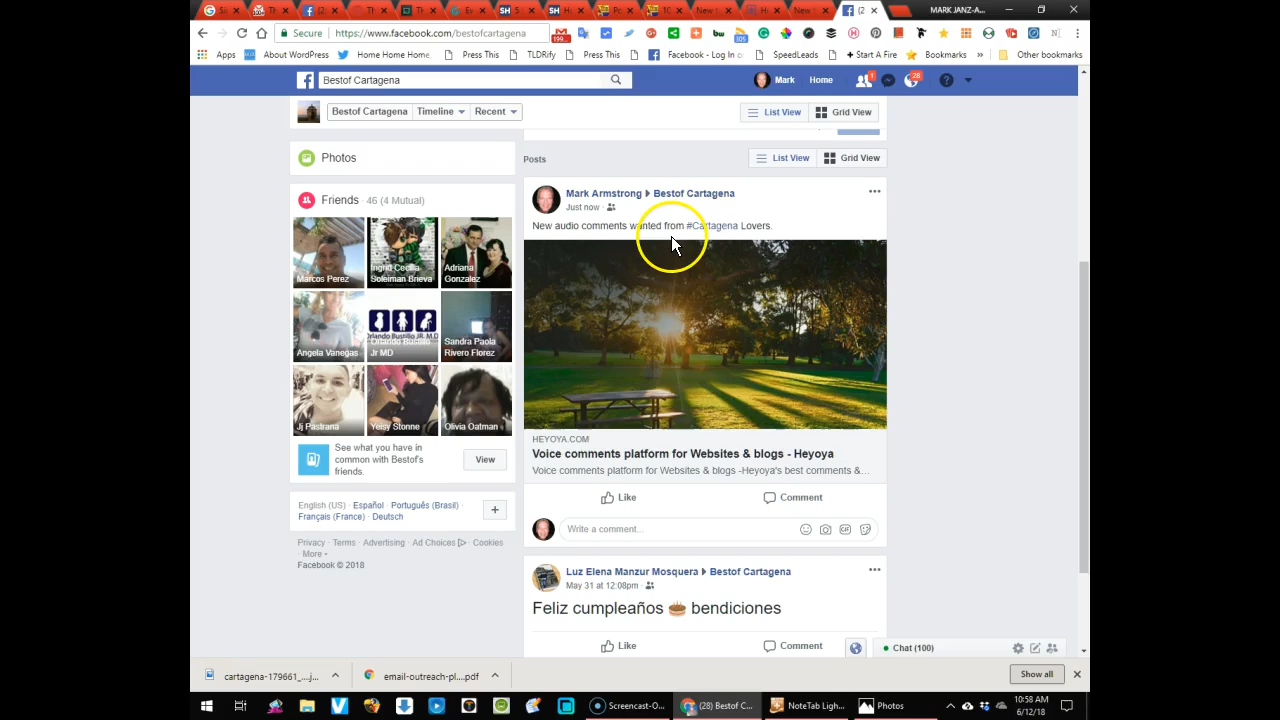 MARK JANZ-A...
Secure
https://www.facebook.com/bestofcartagena
Apps
About WordPress
Home Home Home
Press This
TLDRify
Press This
Facebook - Log In o
SpeedLeads
Start A Fire
Bookmarks
»
Other bookmarks
Bestof Cartagena
Mark
Home
1
28
Bestof Cartagena
Timeline
Recent
List View
Grid View
Photos
Posts
List View
Grid View
Friends 46 (4 Mutual)
Marcos Perez
Ingrid Cecilia Soleiman Brieva
Adriana Gonzalez
Angela Vanegas
Orlando Bustillo Jr MD
Sandra Paola Rivero Florez
Jj Pastrana
Yeisy Stonne
Olivia Oatman
See what you have in
common with Bestof's
friends.
View
English (US) · Español · Português (Brasil) ·
Français (France) · Deutsch
Privacy · Terms · Advertising · Ad Choices · Cookies
· More
Facebook © 2018
Mark Armstrong Bestof Cartagena
Just now
New audio comments wanted from #Cartagena Lovers.
HEYOYA.COM
Voice comments platform for Websites & blogs - Heyoya
Voice comments platform for Websites & blogs -Heyoya's best comments &...
Like
Comment
Write a comment...
GIF
Luz Elena Manzur Mosquera Bestof Cartagena
May 31 at 12:08pm
Feliz cumpleaños bendiciones
Like
Comment
Chat (100)
cartagena-179661_...j...
email-outreach-pl....pdf
Show all
Screencast-O...
(28) Bestof C...
NoteTab Ligh...
Photos
10:58 AM
6/12/18